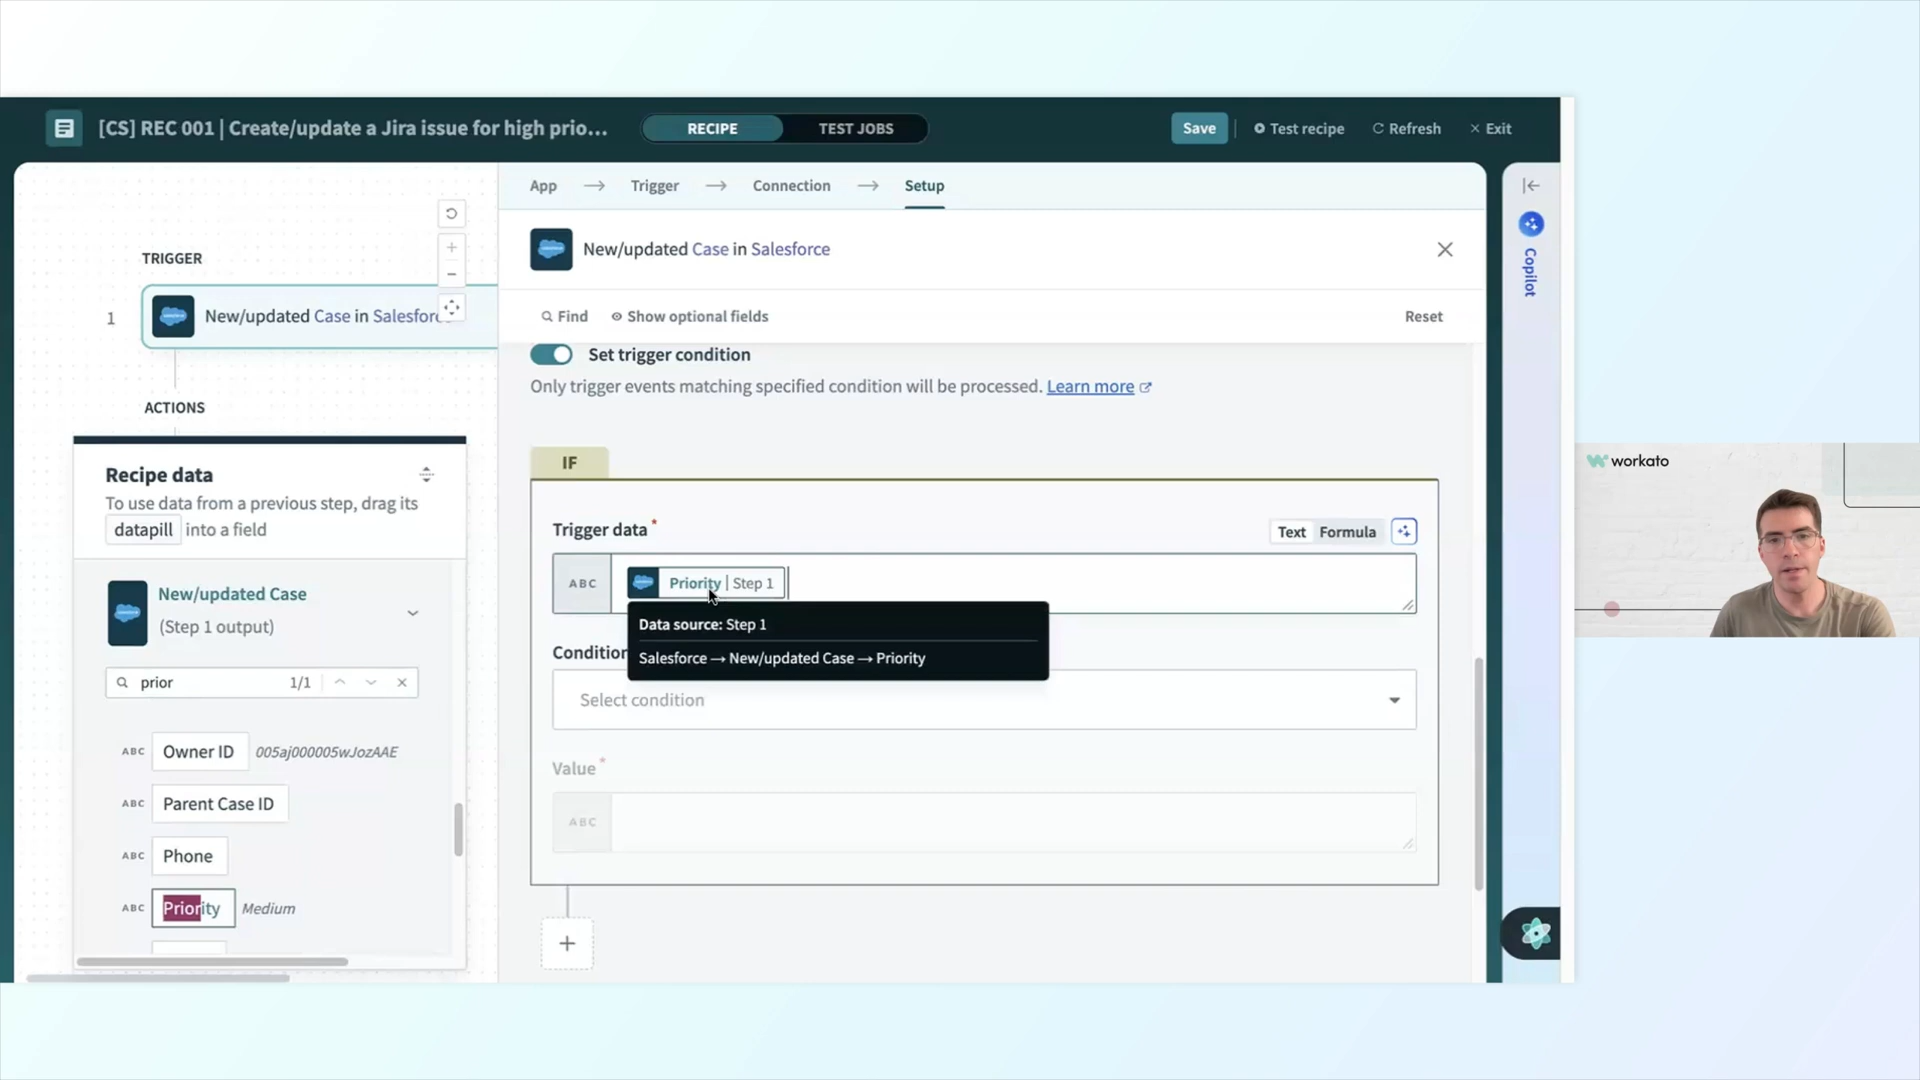 [CS] REC 001 | Create/update a Jira issue for high prio...
RECIPE
TEST JOBS
Save
Test recipe
Refresh
Exit
App
Trigger
Connection
Setup
New/updated Case in Salesforce
Find
Show optional fields
Reset
TRIGGER
1
New/updated Case in Salesforce
ACTIONS
Set trigger condition
Only trigger events matching specified condition will be processed. Learn more
Copilot
IF
Trigger data *
Text
Formula
ABC
Priority | Step 1
Data source: Step 1
Salesforce → New/updated Case → Priority
Condition
Select condition
Value *
ABC
Recipe data
To use data from a previous step, drag its
datapill into a field
New/updated Case
(Step 1 output)
prior
1/1
ABC Owner ID 005aj000005wJozAAE
ABC Parent Case ID
ABC Phone
ABC Priority Medium
workato